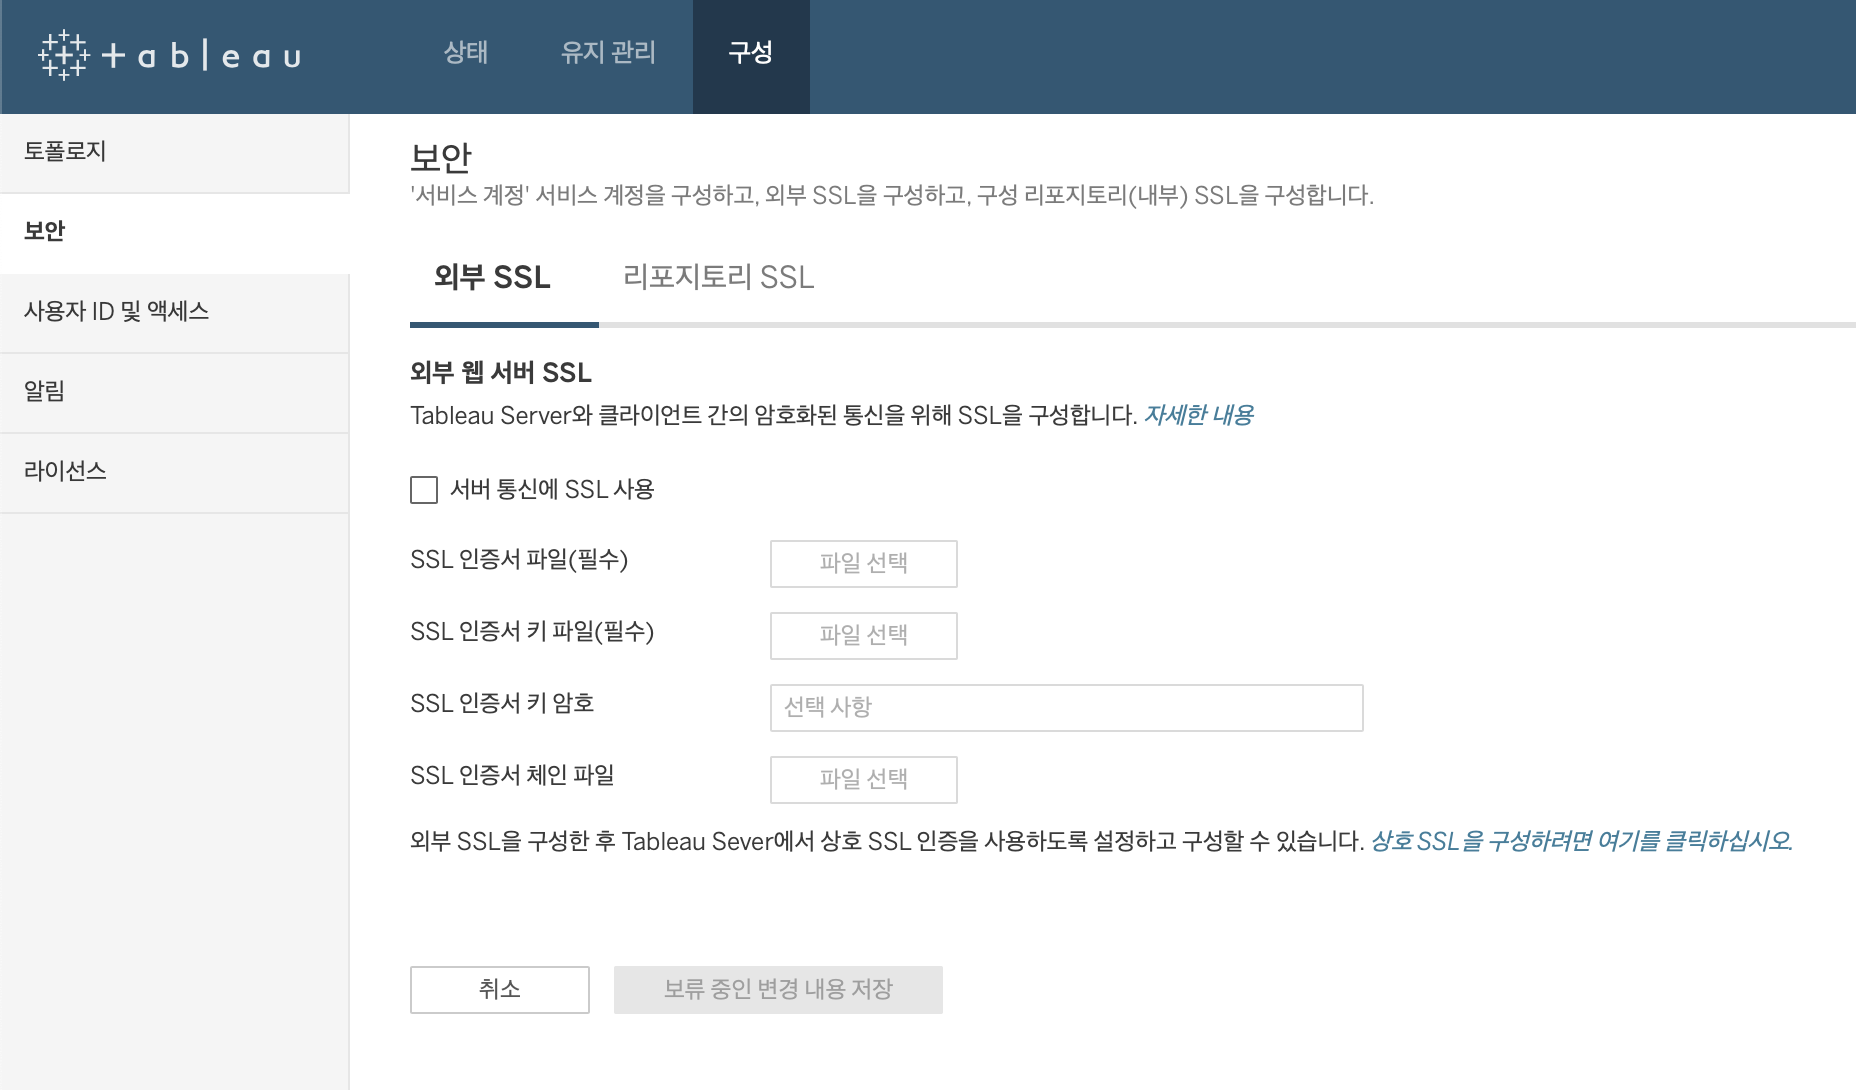 +ableau
상태
유지 관리
구성
토폴로지
보안
사용자 ID 및 액세스
알림
라이선스
보안
'서비스 계정' 서비스 계정을 구성하고, 외부 SSL을 구성하고, 구성 리포지토리(내부) SSL을 구성합니다.
외부 SSL
리포지토리 SSL
외부 웹 서버 SSL
Tableau Server와 클라이언트 간의 암호화된 통신을 위해 SSL을 구성합니다. 자세한 내용
서버 통신에 SSL 사용
SSL 인증서 파일(필수)
파일 선택
SSL 인증서 키 파일(필수)
파일 선택
SSL 인증서 키 암호
선택 사항
SSL 인증서 체인 파일
파일 선택
외부 SSL을 구성한 후 Tableau Sever에서 상호 SSL 인증을 사용하도록 설정하고 구성할 수 있습니다. 상호 SSL을 구성하려면 여기를 클릭하십시오.
취소
보류 중인 변경 내용 저장